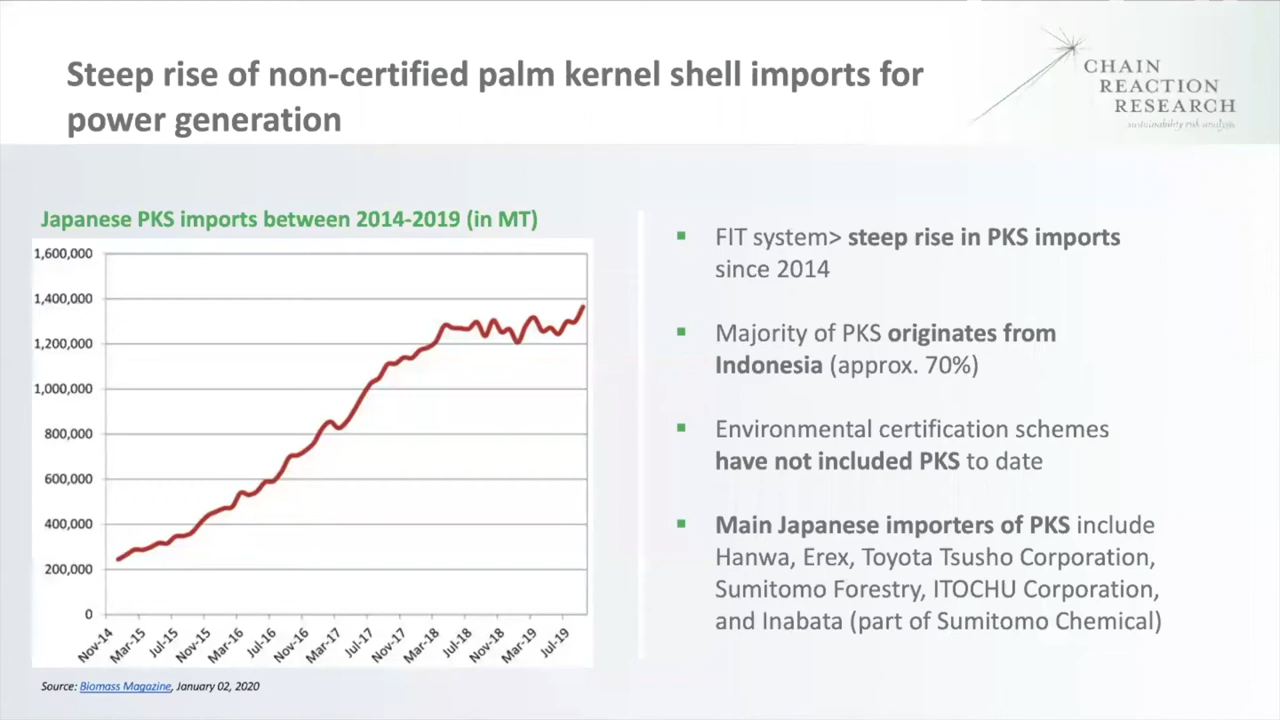 Steep rise of non-certified palm kernel shell imports for
power generation
CHAIN
REACTION
RESEARCH
sustainability risk analysis
Japanese PKS imports between 2014-2019 (in MT)
1,600,000
1,400,000
1,200,000
1,000,000
800,000
600,000
400,000
200,000
0
Nov-14
Mar-15
Jul-15
Nov-15
Mar-16
Jul-16
Nov-16
Mar-17
Jul-17
Nov-17
Mar-18
Jul-18
Nov-18
Mar-19
Jul-19
Source: Biomass Magazine, January 02, 2020
FIT system> steep rise in PKS imports
since 2014
Majority of PKS originates from
Indonesia (approx. 70%)
Environmental certification schemes
have not included PKS to date
Main Japanese importers of PKS include
Hanwa, Erex, Toyota Tsusho Corporation,
Sumitomo Forestry, ITOCHU Corporation,
and Inabata (part of Sumitomo Chemical)